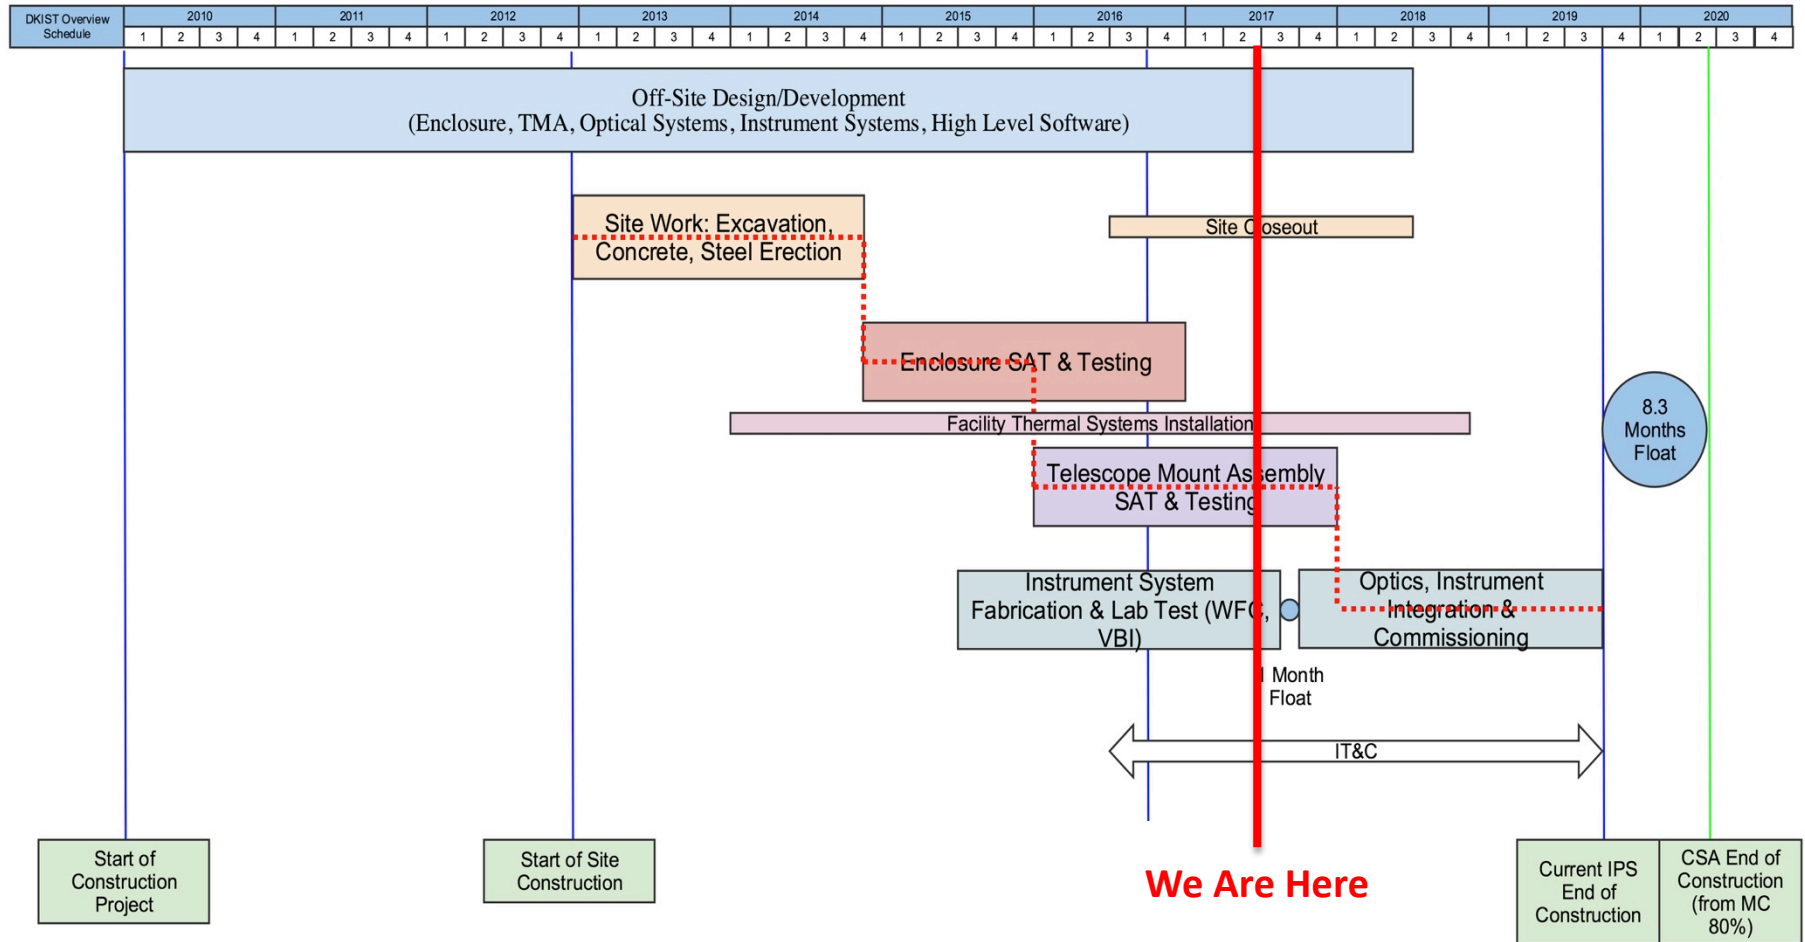 DKIST Overview
Schedule
2010 2011 2012 2013 2014 2015 2016 2017 2018 2019 2020
1 2 3 4 1 2 3 4 1 2 3 4 1 2 3 4 1 2 3 4 1 2 3 4 1 2 3 4 1 2 3 4 1 2 3 4 1 2 3 4 1 2 3 4
Off-Site Design/Development
(Enclosure, TMA, Optical Systems, Instrument Systems, High Level Software)
Site Work: Excavation,
Concrete, Steel Erection
Site Closeout
Enclosure SAT & Testing
Facility Thermal Systems Installation
8.3
Months
Float
Telescope Mount Assembly
SAT & Testing
Instrument System
Fabrication & Lab Test (WFC,
VBI)
Optics, Instrument
Integration &
Commissioning
1 Month
Float
IT&C
Start of
Construction
Project
Start of Site
Construction
We Are Here
Current IPS
End of
Construction
CSA End of
Construction
(from MC
80%)